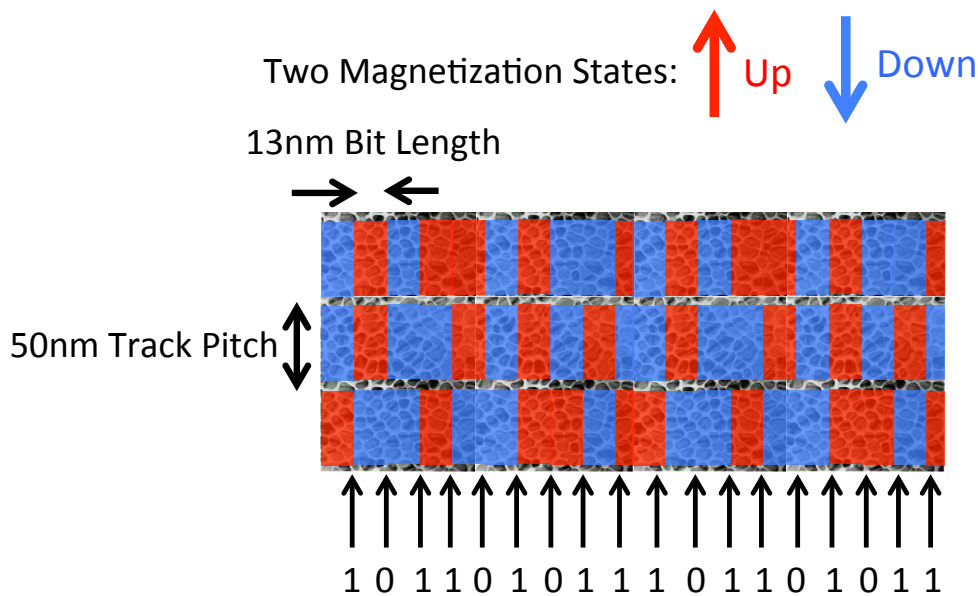 Two Magnetization States: Up Down
13nm Bit Length
50nm Track Pitch
1 0 1 1 0 1 0 1 1 1 0 1 1 0 1 0 1 1